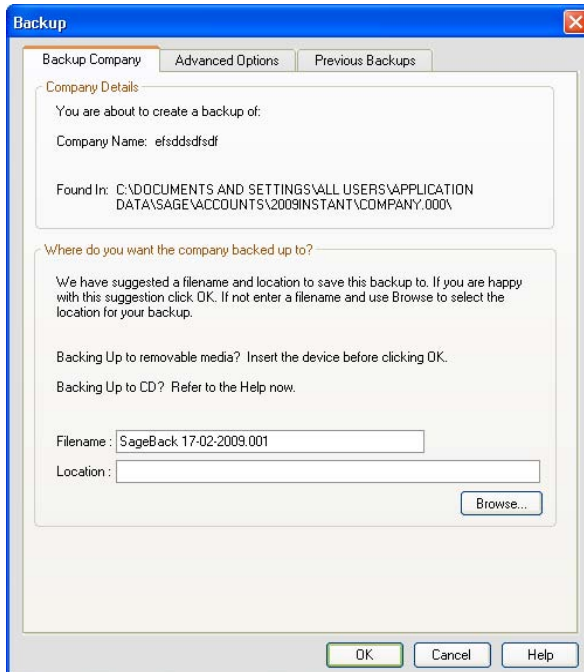 Backup
Backup Company
Advanced Options
Previous Backups
Company Details
You are about to create a backup of:
Company Name: efsddsdfsdf
Found In: C:\DOCUMENTS AND SETTINGS\ALL USERS\APPLICATION
DATA\SAGE\ACCOUNTS\2009INSTANT\COMPANY.000\
Where do you want the company backed up to?
We have suggested a filename and location to save this backup to. If you are happy
with this suggestion click OK. If not enter a filename and use Browse to select the
location for your backup.
Backing Up to removable media? Insert the device before clicking OK.
Backing Up to CD? Refer to the Help now.
Filename : SageBack 17-02-2009.001
Location :
Browse...
OK
Cancel
Help